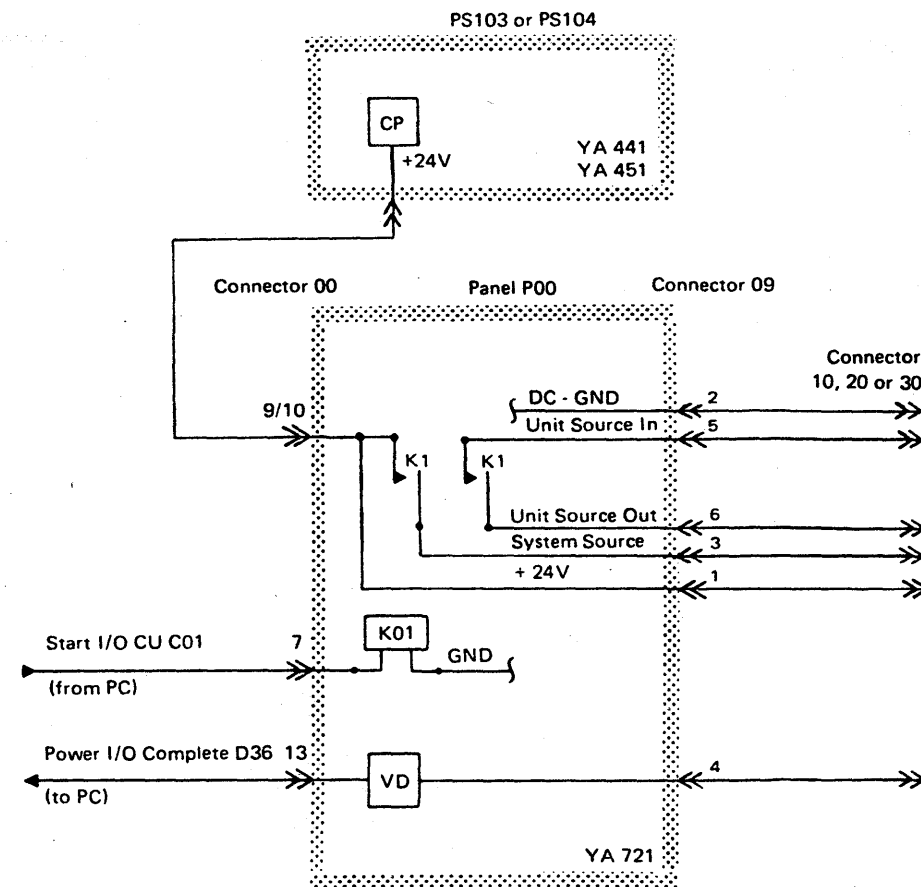 PS103 or PS104
CP
+24V
YA 441
YA 451
Connector 00
Panel P00
Connector 09
Connector
10, 20 or 30
9/10
DC - GND
2
Unit Source In
5
K1
K1
Unit Source Out
6
System Source
3
+ 24V
1
Start I/O CU C01
7
K01
GND
(from PC)
Power I/O Complete D36
13
VD
4
(to PC)
YA 721